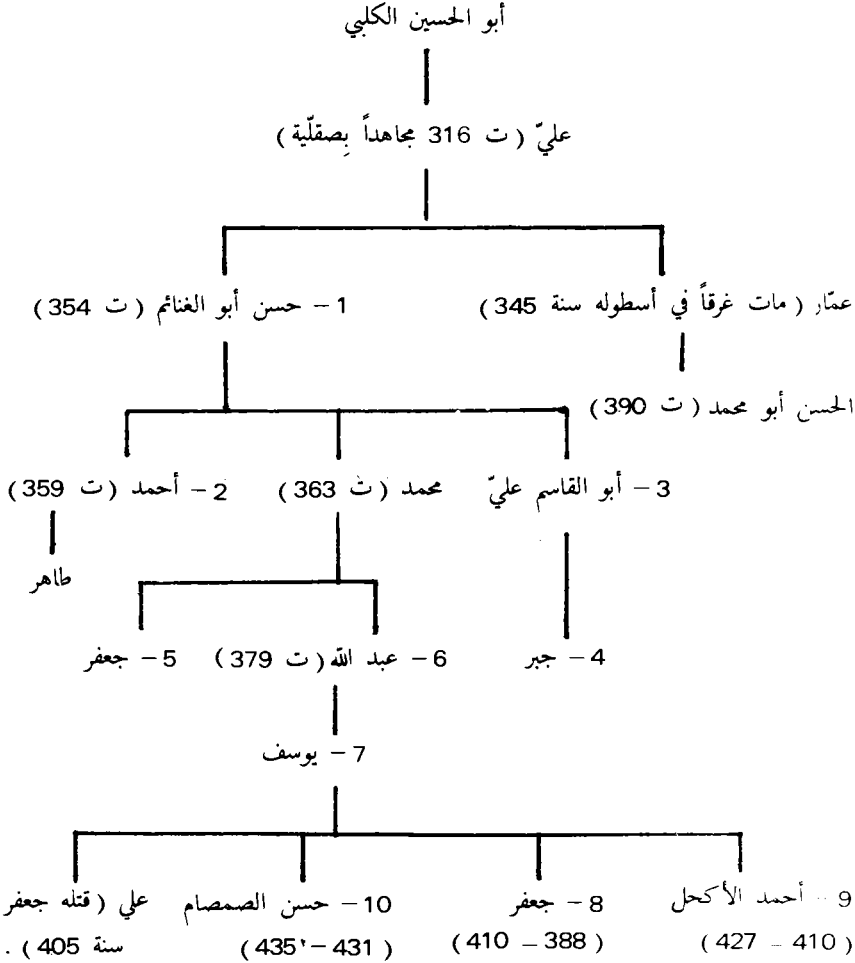 أبو الحسين الكلبي
عليّ ( ت 316 مجاهداً بِصقلّية )
عمّار ( مات غرقاً في أسطوله سنة 345 )
1 – حسن أبو الغنائم ( ت 354 )
الحسن أبو محمد ( ت 390 )
3 – أبو القاسم عليّ
محمد ( ت 363 )
2 – أحمد ( ت 359 )
طاهر
4 – جبر
6 – عبد الله ( ت 379 )
5 – جعفر
7 – يوسف
9 – أحمد الأكحل
( 410 – 427 )
8 – جعفر
( 388 – 410 )
10 – حسن الصمصام
( 431 – 435 )
علي ( قتله جعفر
سنة 405 ) .